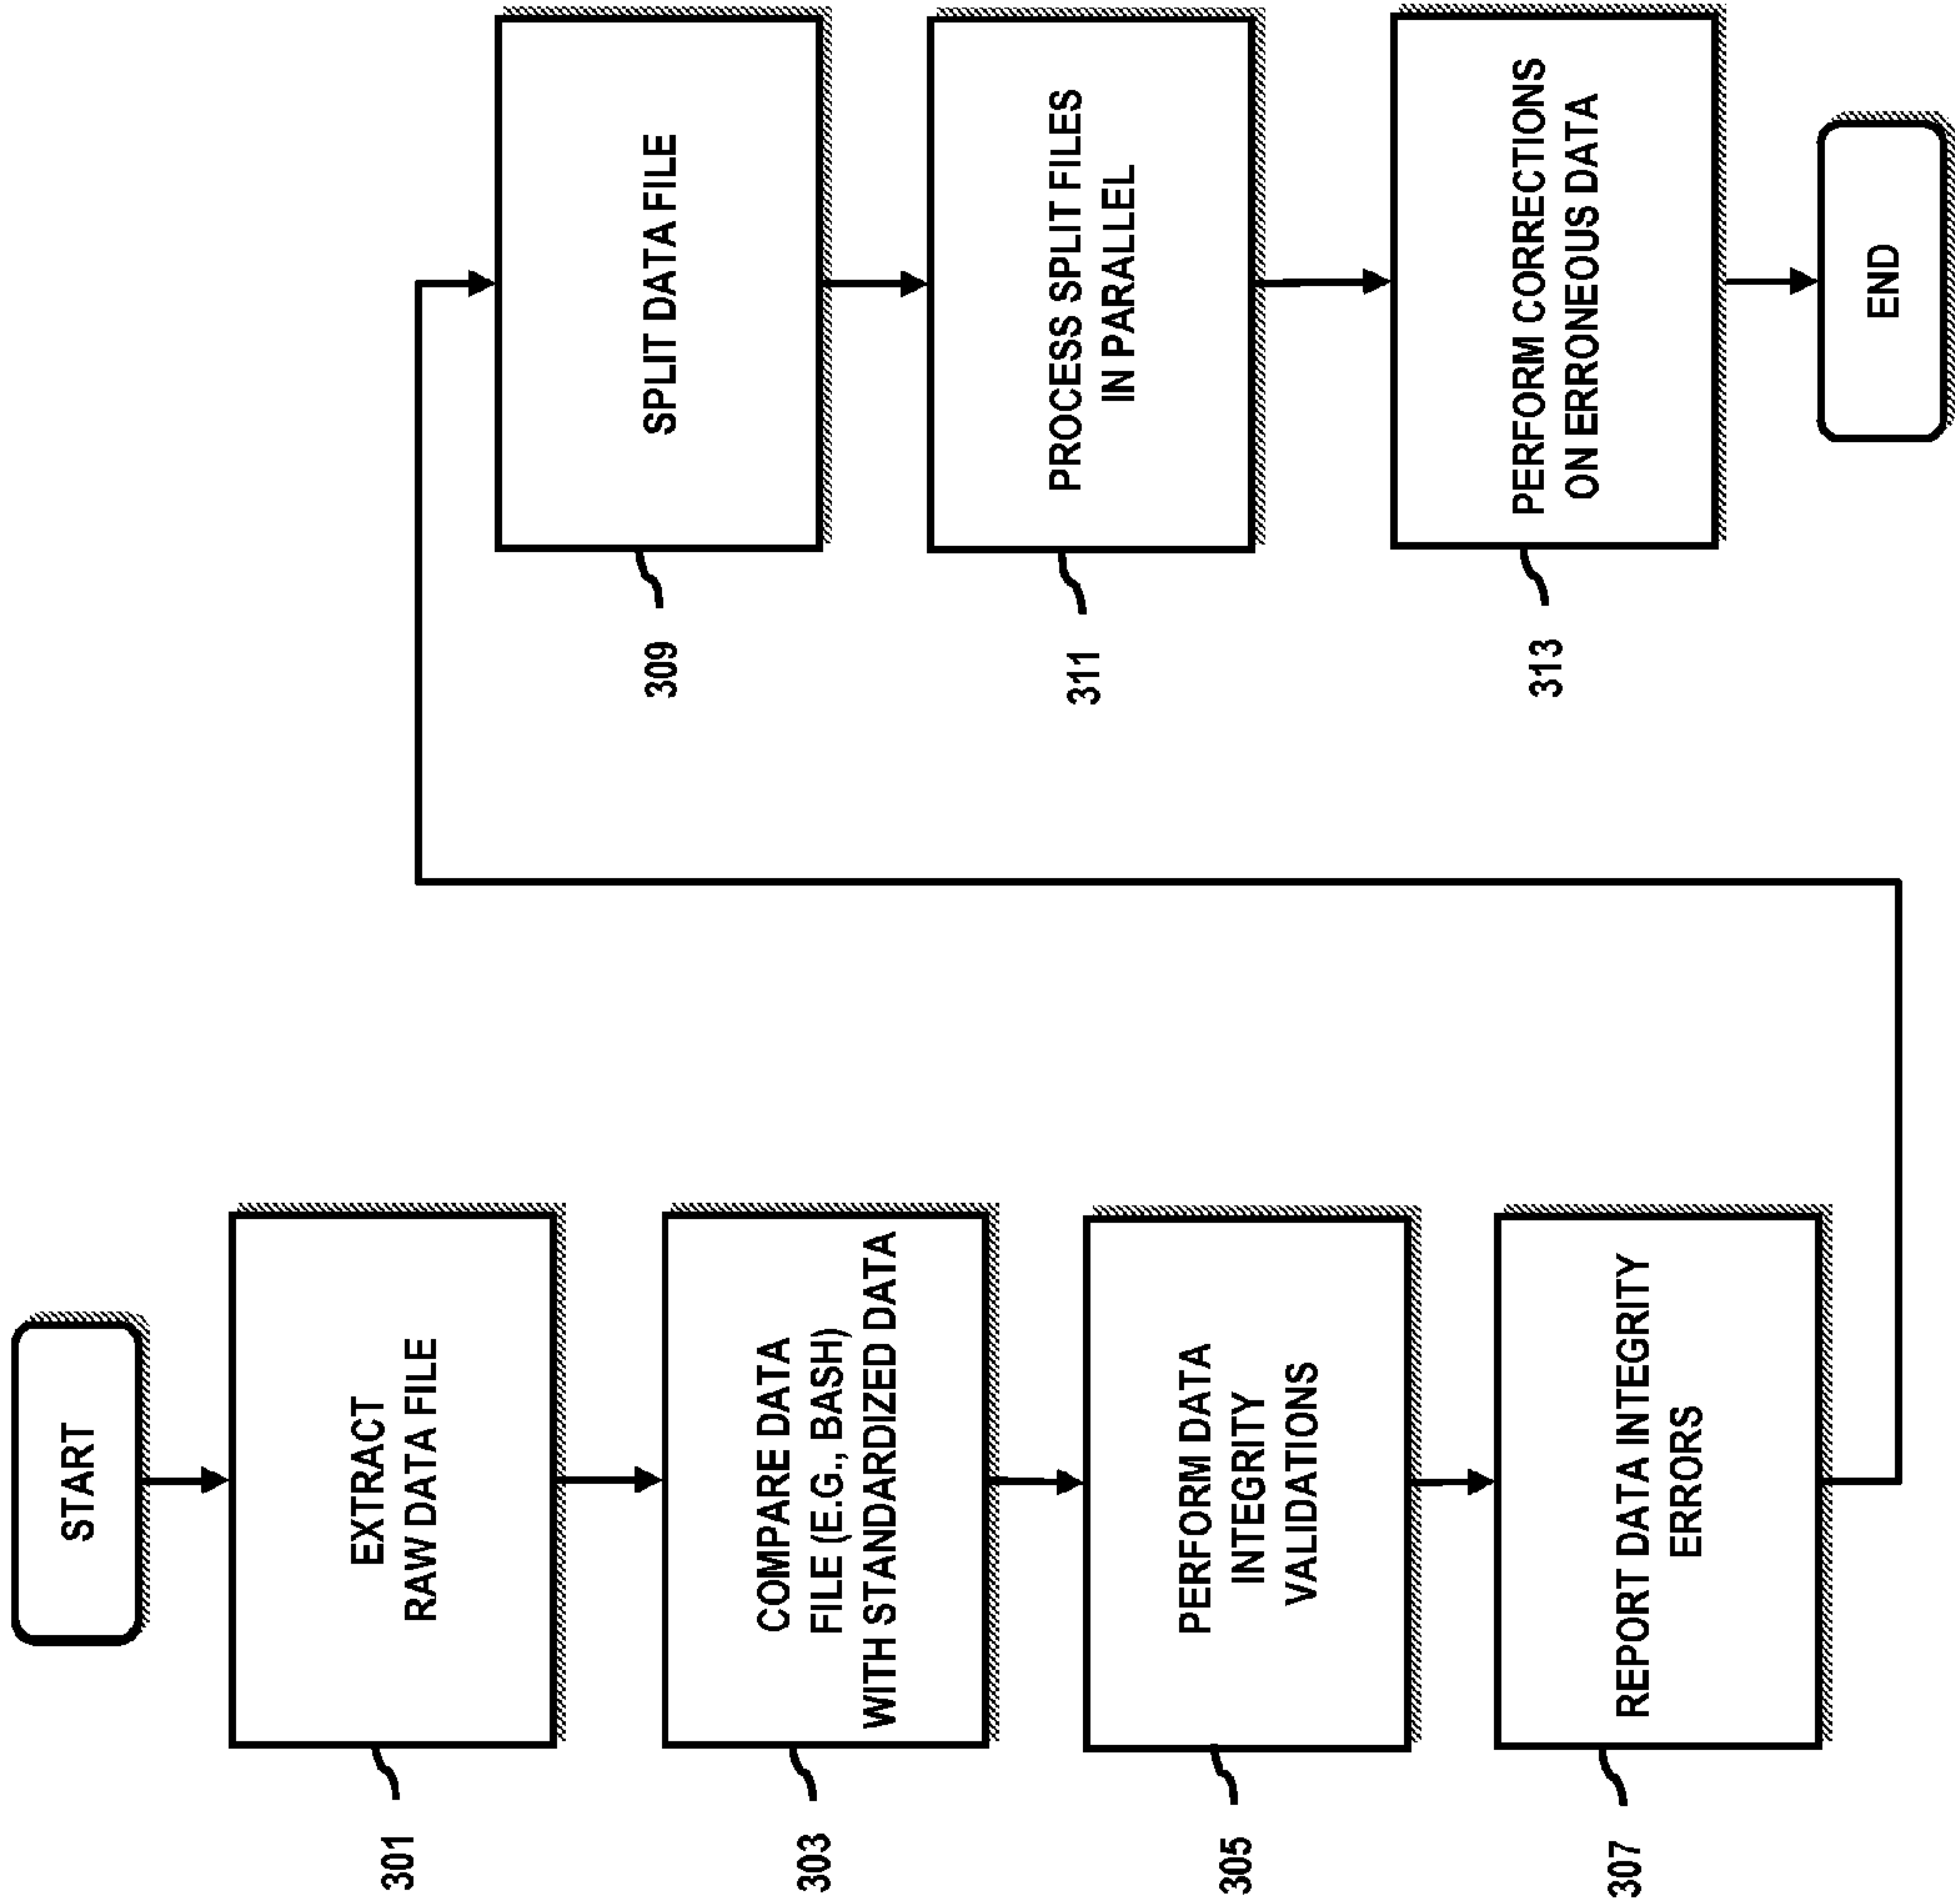 START
EXTRACT
RAW DATA FILE
301
COMPARE DATA
FILE (E.G., BASH)
WITH STANDARDIZED DATA
303
PERFORM DATA
INTEGRITY
VALIDATIONS
305
REPORT DATA INTEGRITY
ERRORS
307
SPLIT DATA FILE
309
PROCESS SPLIT FILES
IN PARALLEL
311
PERFORM CORRECTIONS
ON ERRONEOUS DATA
313
END